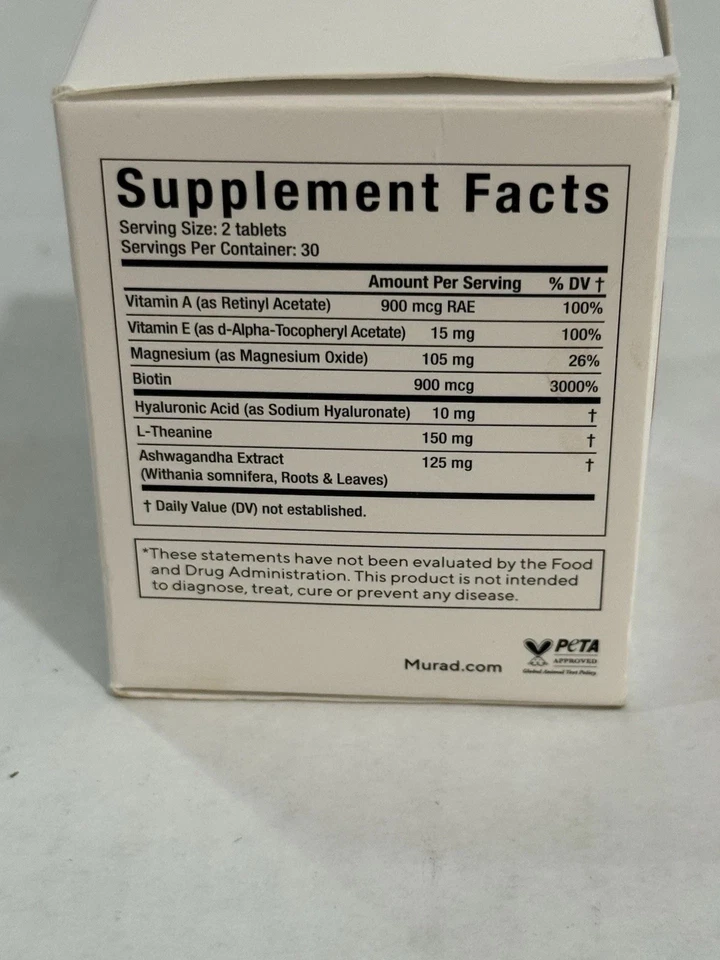 Supplement Facts
Serving Size: 2 tablets
Servings Per Container: 30
Amount Per Serving % DV †
Vitamin A (as Retinyl Acetate) 900 mcg RAE 100%
Vitamin E (as d-Alpha-Tocopheryl Acetate) 15 mg 100%
Magnesium (as Magnesium Oxide) 105 mg 26%
Biotin 900 mcg 3000%
Hyaluronic Acid (as Sodium Hyaluronate) 10 mg †
L-Theanine 150 mg †
Ashwagandha Extract 125 mg †
(Withania somnifera, Roots & Leaves)
† Daily Value (DV) not established.
*These statements have not been evaluated by the Food
and Drug Administration. This product is not intended
to diagnose, treat, cure or prevent any disease.
Murad.com
PeTA
APPROVED
Global Animal Test Policy